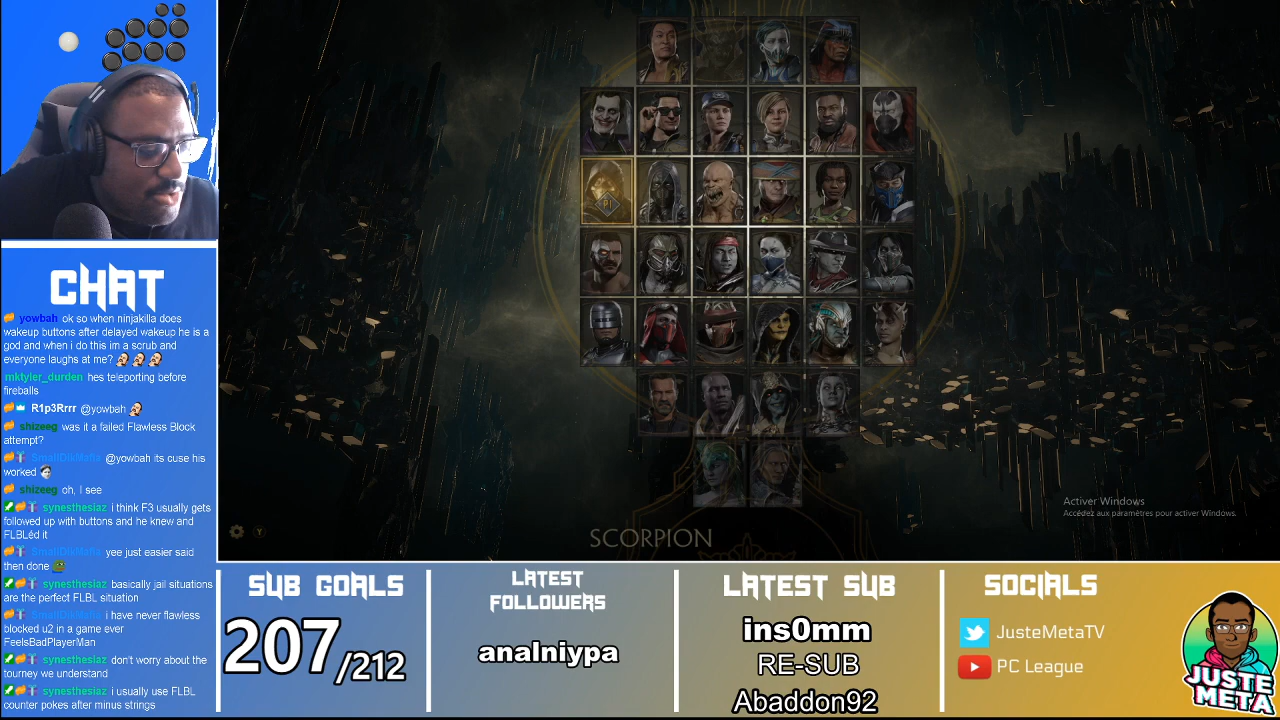 CHAT
yowbah ok so when ninjakilla does
wakeup buttons after delayed wakeup he is a
god and when i do this im a scrub and
everyone laughs at me?
mktyler_durden hes teleporting before
fireballs
R1p3Rrr @yowbah
shizeeg was it a failed Flawless Block
attempt?
SmallDikMafia @yowbah its cuse his
worked
shizeeg oh, I see
synesthesiaz i think F3 usually gets
followed up with buttons and he knew and
FLBLéd it
SmallDikMafia yee just easier said
then done
synesthesiaz basically jail situations
are the perfect FLBL situation
SmallDikMafia i have never flawless
blocked u2 in a game ever
FeelsBadPlayerMan
synesthesiaz don't worry about the
tourney we understand
synesthesiaz i usually use FLBL
counter pokes after minus strings
P1
SCORPION
Y
Activer Windows
Accédez aux paramètres pour activer Windows.
SUB GOALS
207/212
LATEST
FOLLOWERS
analniypa
LATEST SUB
ins0mm
RE-SUB
Abaddon92
SOCIALS
JusteMetaTV
PC League
JUSTE
META